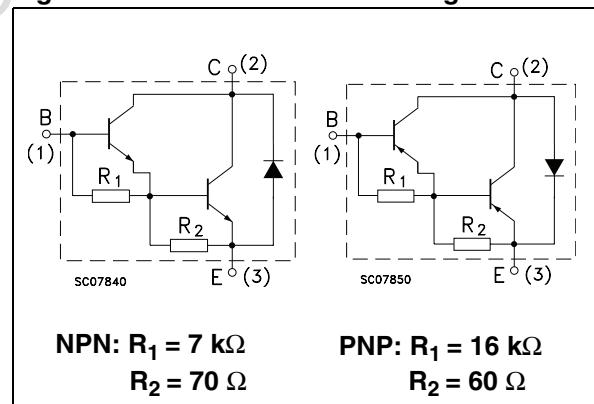 C (2)
B
(1)
R1
R2
E (3)
SC07840
C (2)
B
(1)
R1
R2
E (3)
SC07850
NPN: R1 = 7 kΩ
R2 = 70 Ω
PNP: R1 = 16 kΩ
R2 = 60 Ω